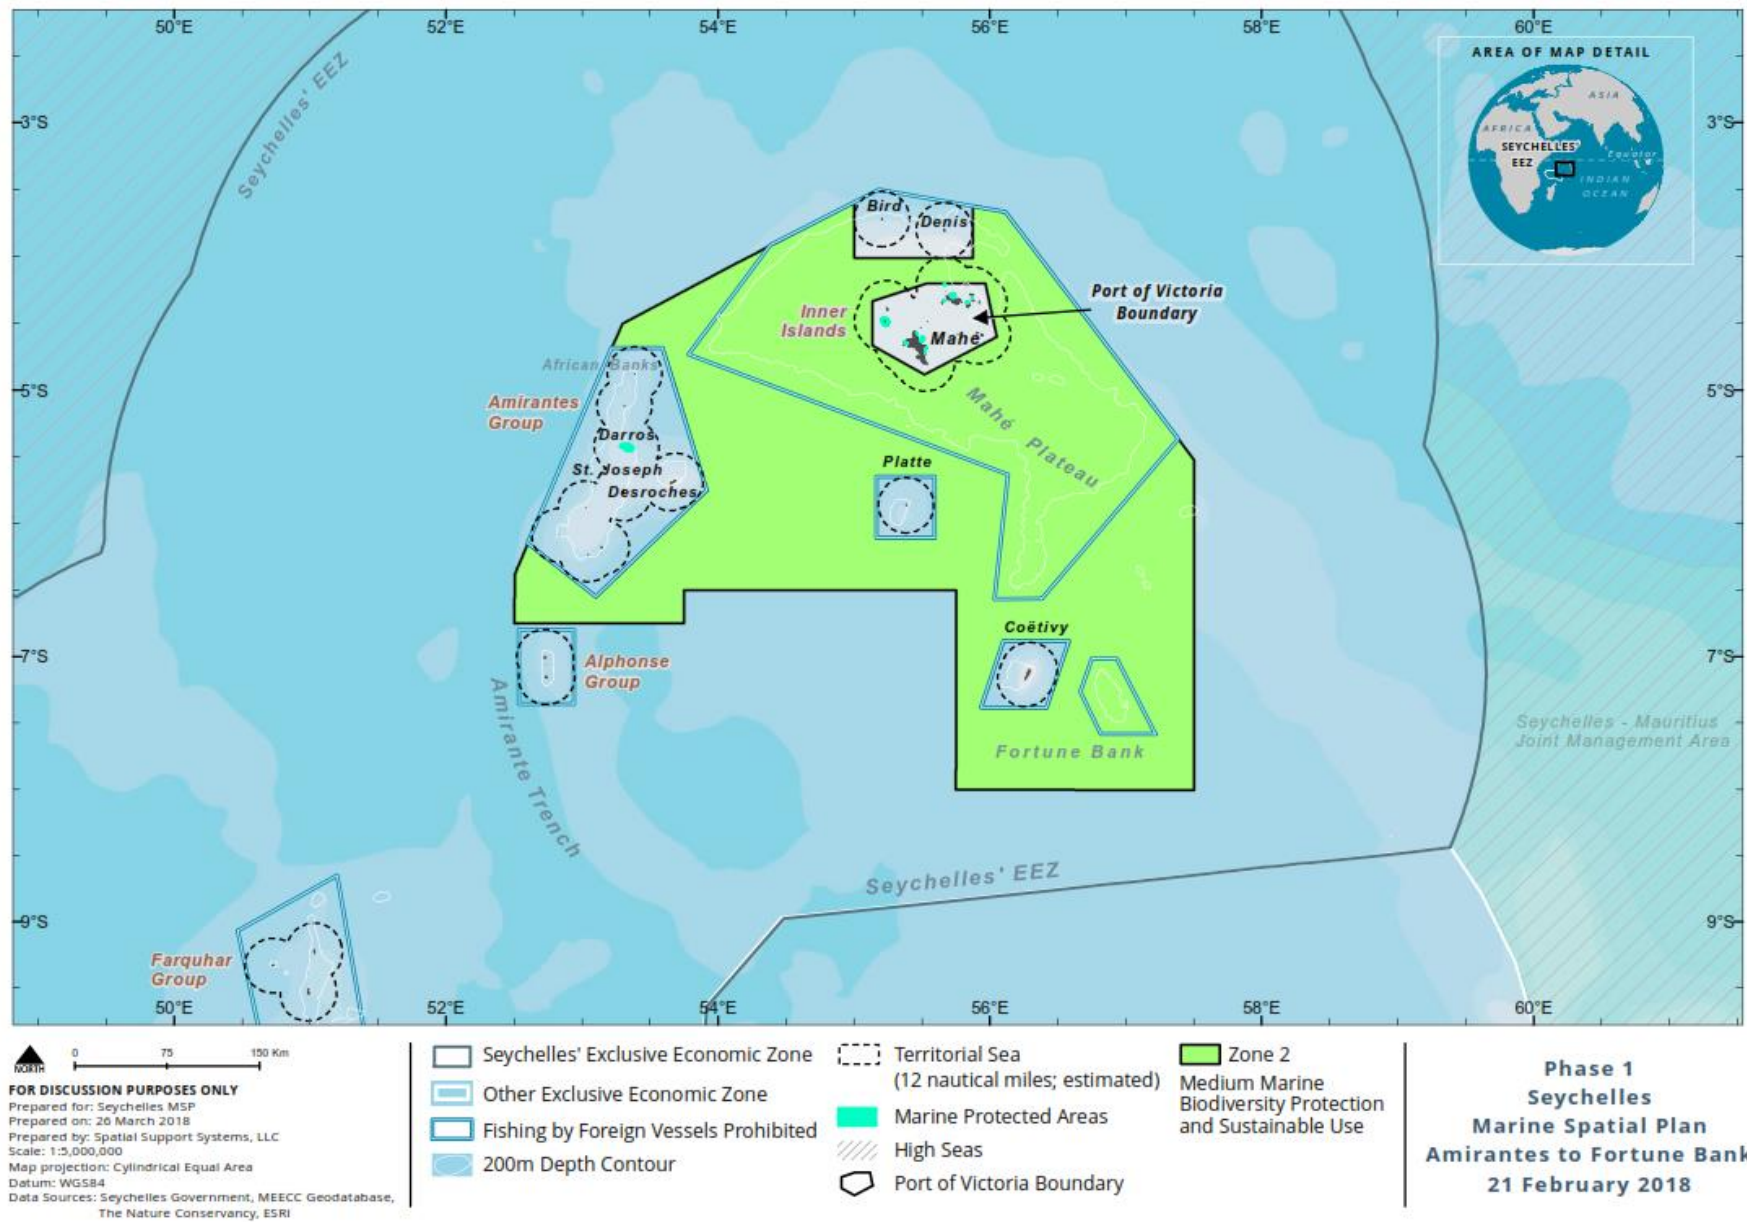 50°E
52°E
54°E
56°E
58°E
60°E
AREA OF MAP DETAIL
ASIA
AFRICA
SEYCHELLES'
EEZ
Equator
INDIAN
OCEAN
3°S
3°S
Seychelles' EEZ
Bird
Denis
Port of Victoria
Boundary
Inner
Islands
Mahé
African Banks
5°S
5°S
Amirantes
Group
Mahé Plateau
Darros
St. Joseph
Desroches
Platte
Coëtivy
7°S
7°S
Alphonse
Group
Amirante Trench
Fortune Bank
Seychelles - Mauritius
Joint Management Area
Seychelles' EEZ
9°S
9°S
Farquhar
Group
50°E
52°E
54°E
56°E
58°E
60°E
NORTH
0 75 150 Km
FOR DISCUSSION PURPOSES ONLY
Prepared for: Seychelles MSP
Prepared on: 26 March 2018
Prepared by: Spatial Support Systems, LLC
Scale: 1:5,000,000
Map projection: Cylindrical Equal Area
Datum: WGS84
Data Sources: Seychelles Government, MEECC Geodatabase,
The Nature Conservancy, ESRI
Seychelles' Exclusive Economic Zone
Other Exclusive Economic Zone
Fishing by Foreign Vessels Prohibited
200m Depth Contour
Territorial Sea
(12 nautical miles; estimated)
Marine Protected Areas
High Seas
Port of Victoria Boundary
Zone 2
Medium Marine
Biodiversity Protection
and Sustainable Use
Phase 1
Seychelles
Marine Spatial Plan
Amirantes to Fortune Bank
21 February 2018